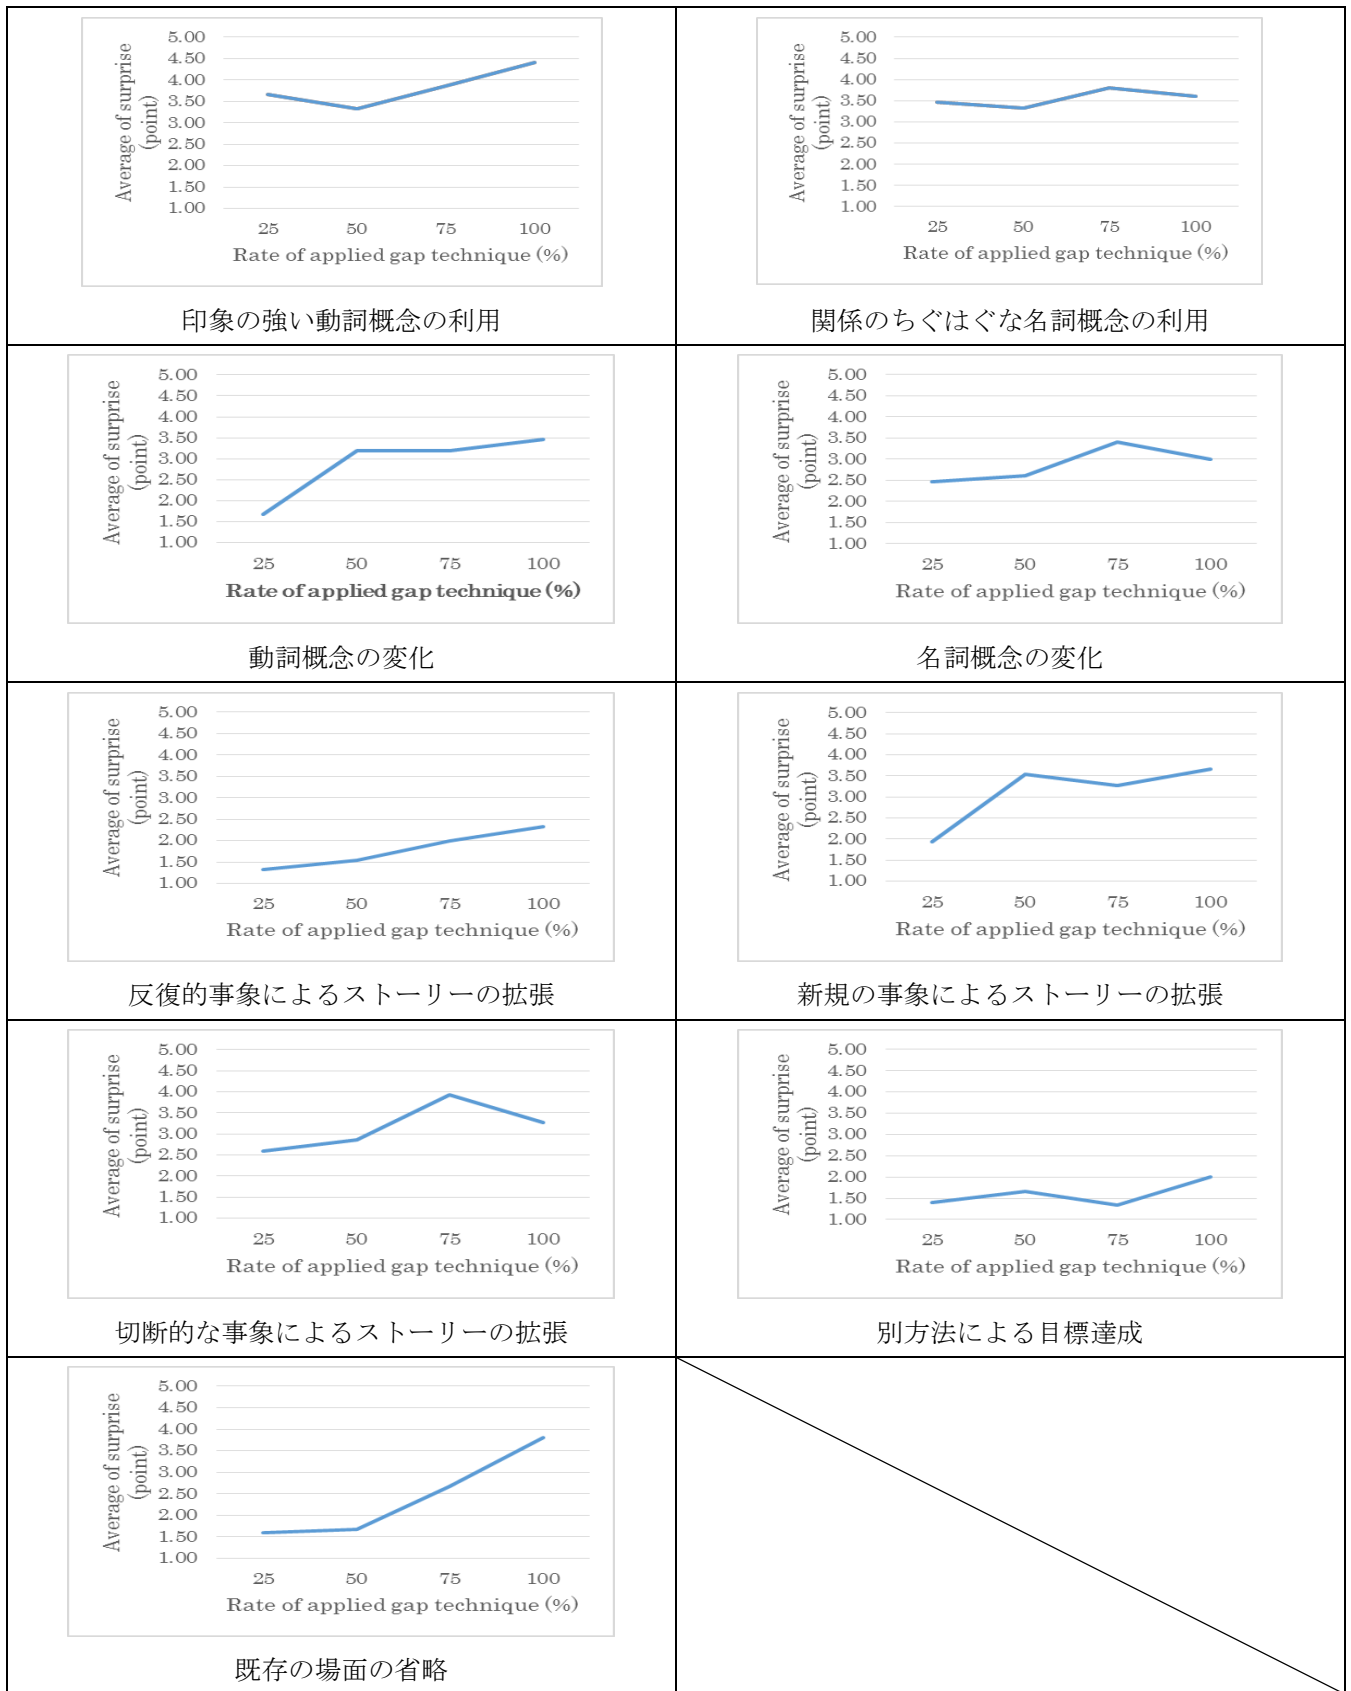 5.00
4.50
4.00
3.50
3.00
2.50
2.00
1.50
1.00
Average of surprise
(point)
25 50 75 100
Rate of applied gap technique (%)
印象の強い動詞概念の利用
5.00
4.50
4.00
3.50
3.00
2.50
2.00
1.50
1.00
Average of surprise
(point)
25 50 75 100
Rate of applied gap technique (%)
関係のちぐはぐな名詞概念の利用
5.00
4.50
4.00
3.50
3.00
2.50
2.00
1.50
1.00
Average of surprise
(point)
25 50 75 100
Rate of applied gap technique (%)
動詞概念の変化
5.00
4.50
4.00
3.50
3.00
2.50
2.00
1.50
1.00
Average of surprise
(point)
25 50 75 100
Rate of applied gap technique (%)
名詞概念の変化
5.00
4.50
4.00
3.50
3.00
2.50
2.00
1.50
1.00
Average of surprise
(point)
25 50 75 100
Rate of applied gap technique (%)
反復的事象によるストーリーの拡張
5.00
4.50
4.00
3.50
3.00
2.50
2.00
1.50
1.00
Average of surprise
(point)
25 50 75 100
Rate of applied gap technique (%)
新規の事象によるストーリーの拡張
5.00
4.50
4.00
3.50
3.00
2.50
2.00
1.50
1.00
Average of surprise
(point)
25 50 75 100
Rate of applied gap technique (%)
切断的な事象によるストーリーの拡張
5.00
4.50
4.00
3.50
3.00
2.50
2.00
1.50
1.00
Average of surprise
(point)
25 50 75 100
Rate of applied gap technique (%)
別方法による目標達成
5.00
4.50
4.00
3.50
3.00
2.50
2.00
1.50
1.00
Average of surprise
(point)
25 50 75 100
Rate of applied gap technique (%)
既存の場面の省略